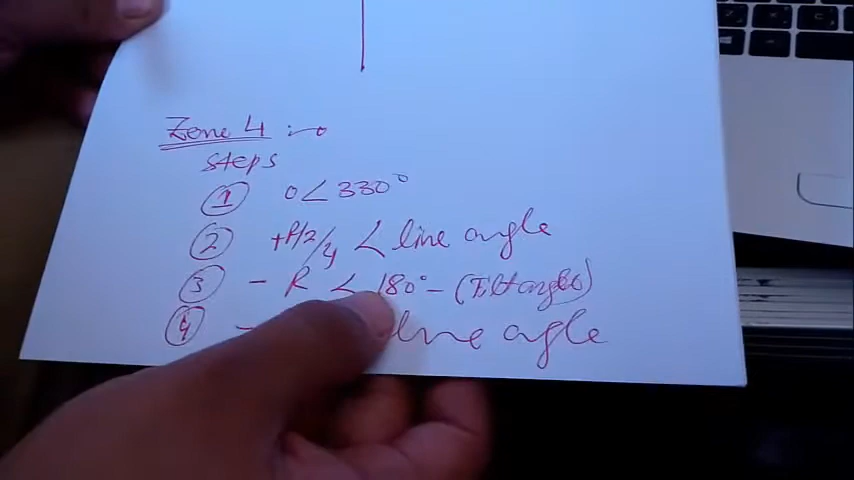 Zone 4 :-
steps
① 0 < 330°
② +P/2/4 < line angle
③ - R < 180° - (Tilt angle)
④ - line angle